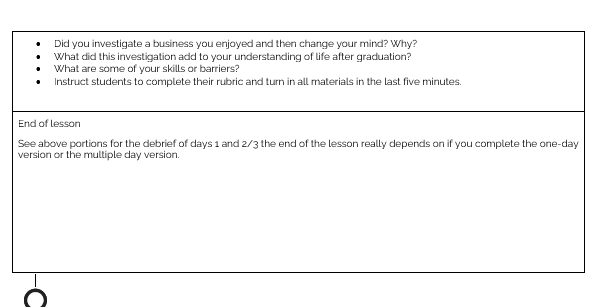 Did you investigate a business you enjoyed and then change your mind? Why?
What did this investigation add to your understanding of life after graduation?
What are some of your skills or barriers?
Instruct students to complete their rubric and turn in all materials in the last five minutes.
End of lesson
See above portions for the debrief of days 1 and 2/3 the end of the lesson really depends on if you complete the one-day
version or the multiple day version.